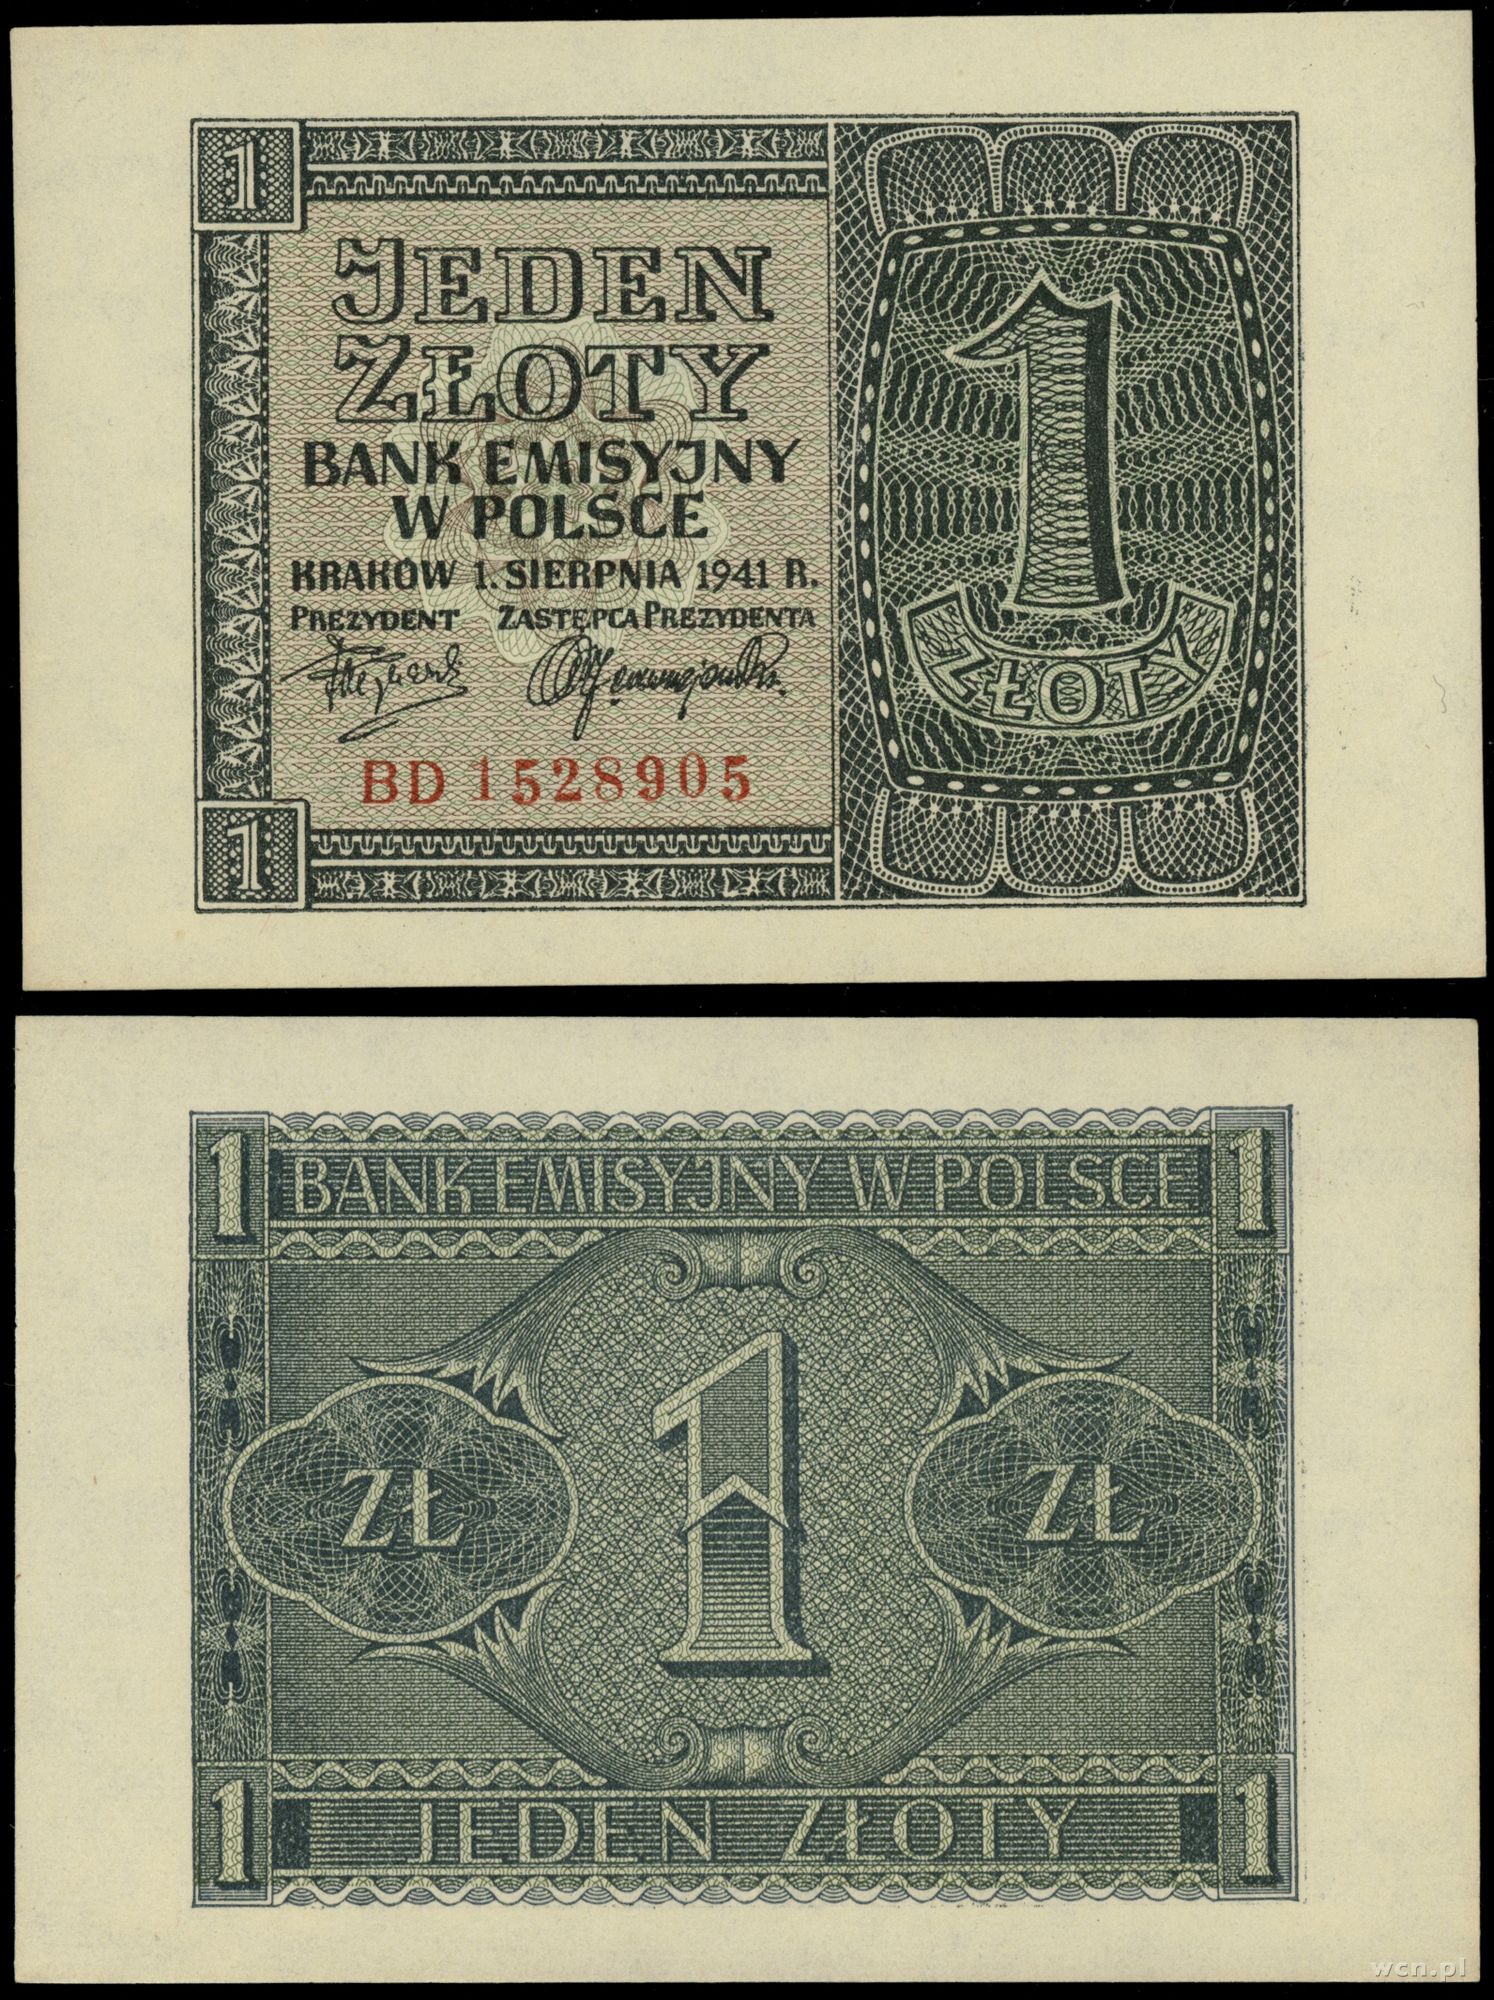 1
JEDEN
ZŁOTY
BANK EMISYJNY
W POLSCE
KRAKÓW 1. SIERPNIA 1941 R.
PREZYDENT ZASTĘPCA PREZYDENTA
BD 1528905
1
1
ZŁOTY
1 BANK EMISYJNY W POLSCE 1
ZŁ 1 ZŁ
1 JEDEN ZŁOTY 1
wcn.pl